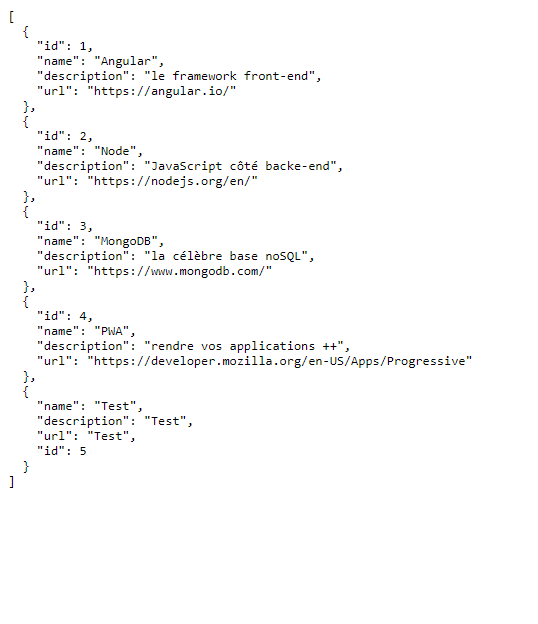 [
  {
    "id": 1,
    "name": "Angular",
    "description": "le framework front-end",
    "url": "https://angular.io/"
  },
  {
    "id": 2,
    "name": "Node",
    "description": "JavaScript côté backe-end",
    "url": "https://nodejs.org/en/"
  },
  {
    "id": 3,
    "name": "MongoDB",
    "description": "la célèbre base noSQL",
    "url": "https://www.mongodb.com/"
  },
  {
    "id": 4,
    "name": "PWA",
    "description": "rendre vos applications ++",
    "url": "https://developer.mozilla.org/en-US/Apps/Progressive"
  },
  {
    "name": "Test",
    "description": "Test",
    "url": "Test",
    "id": 5
  }
]